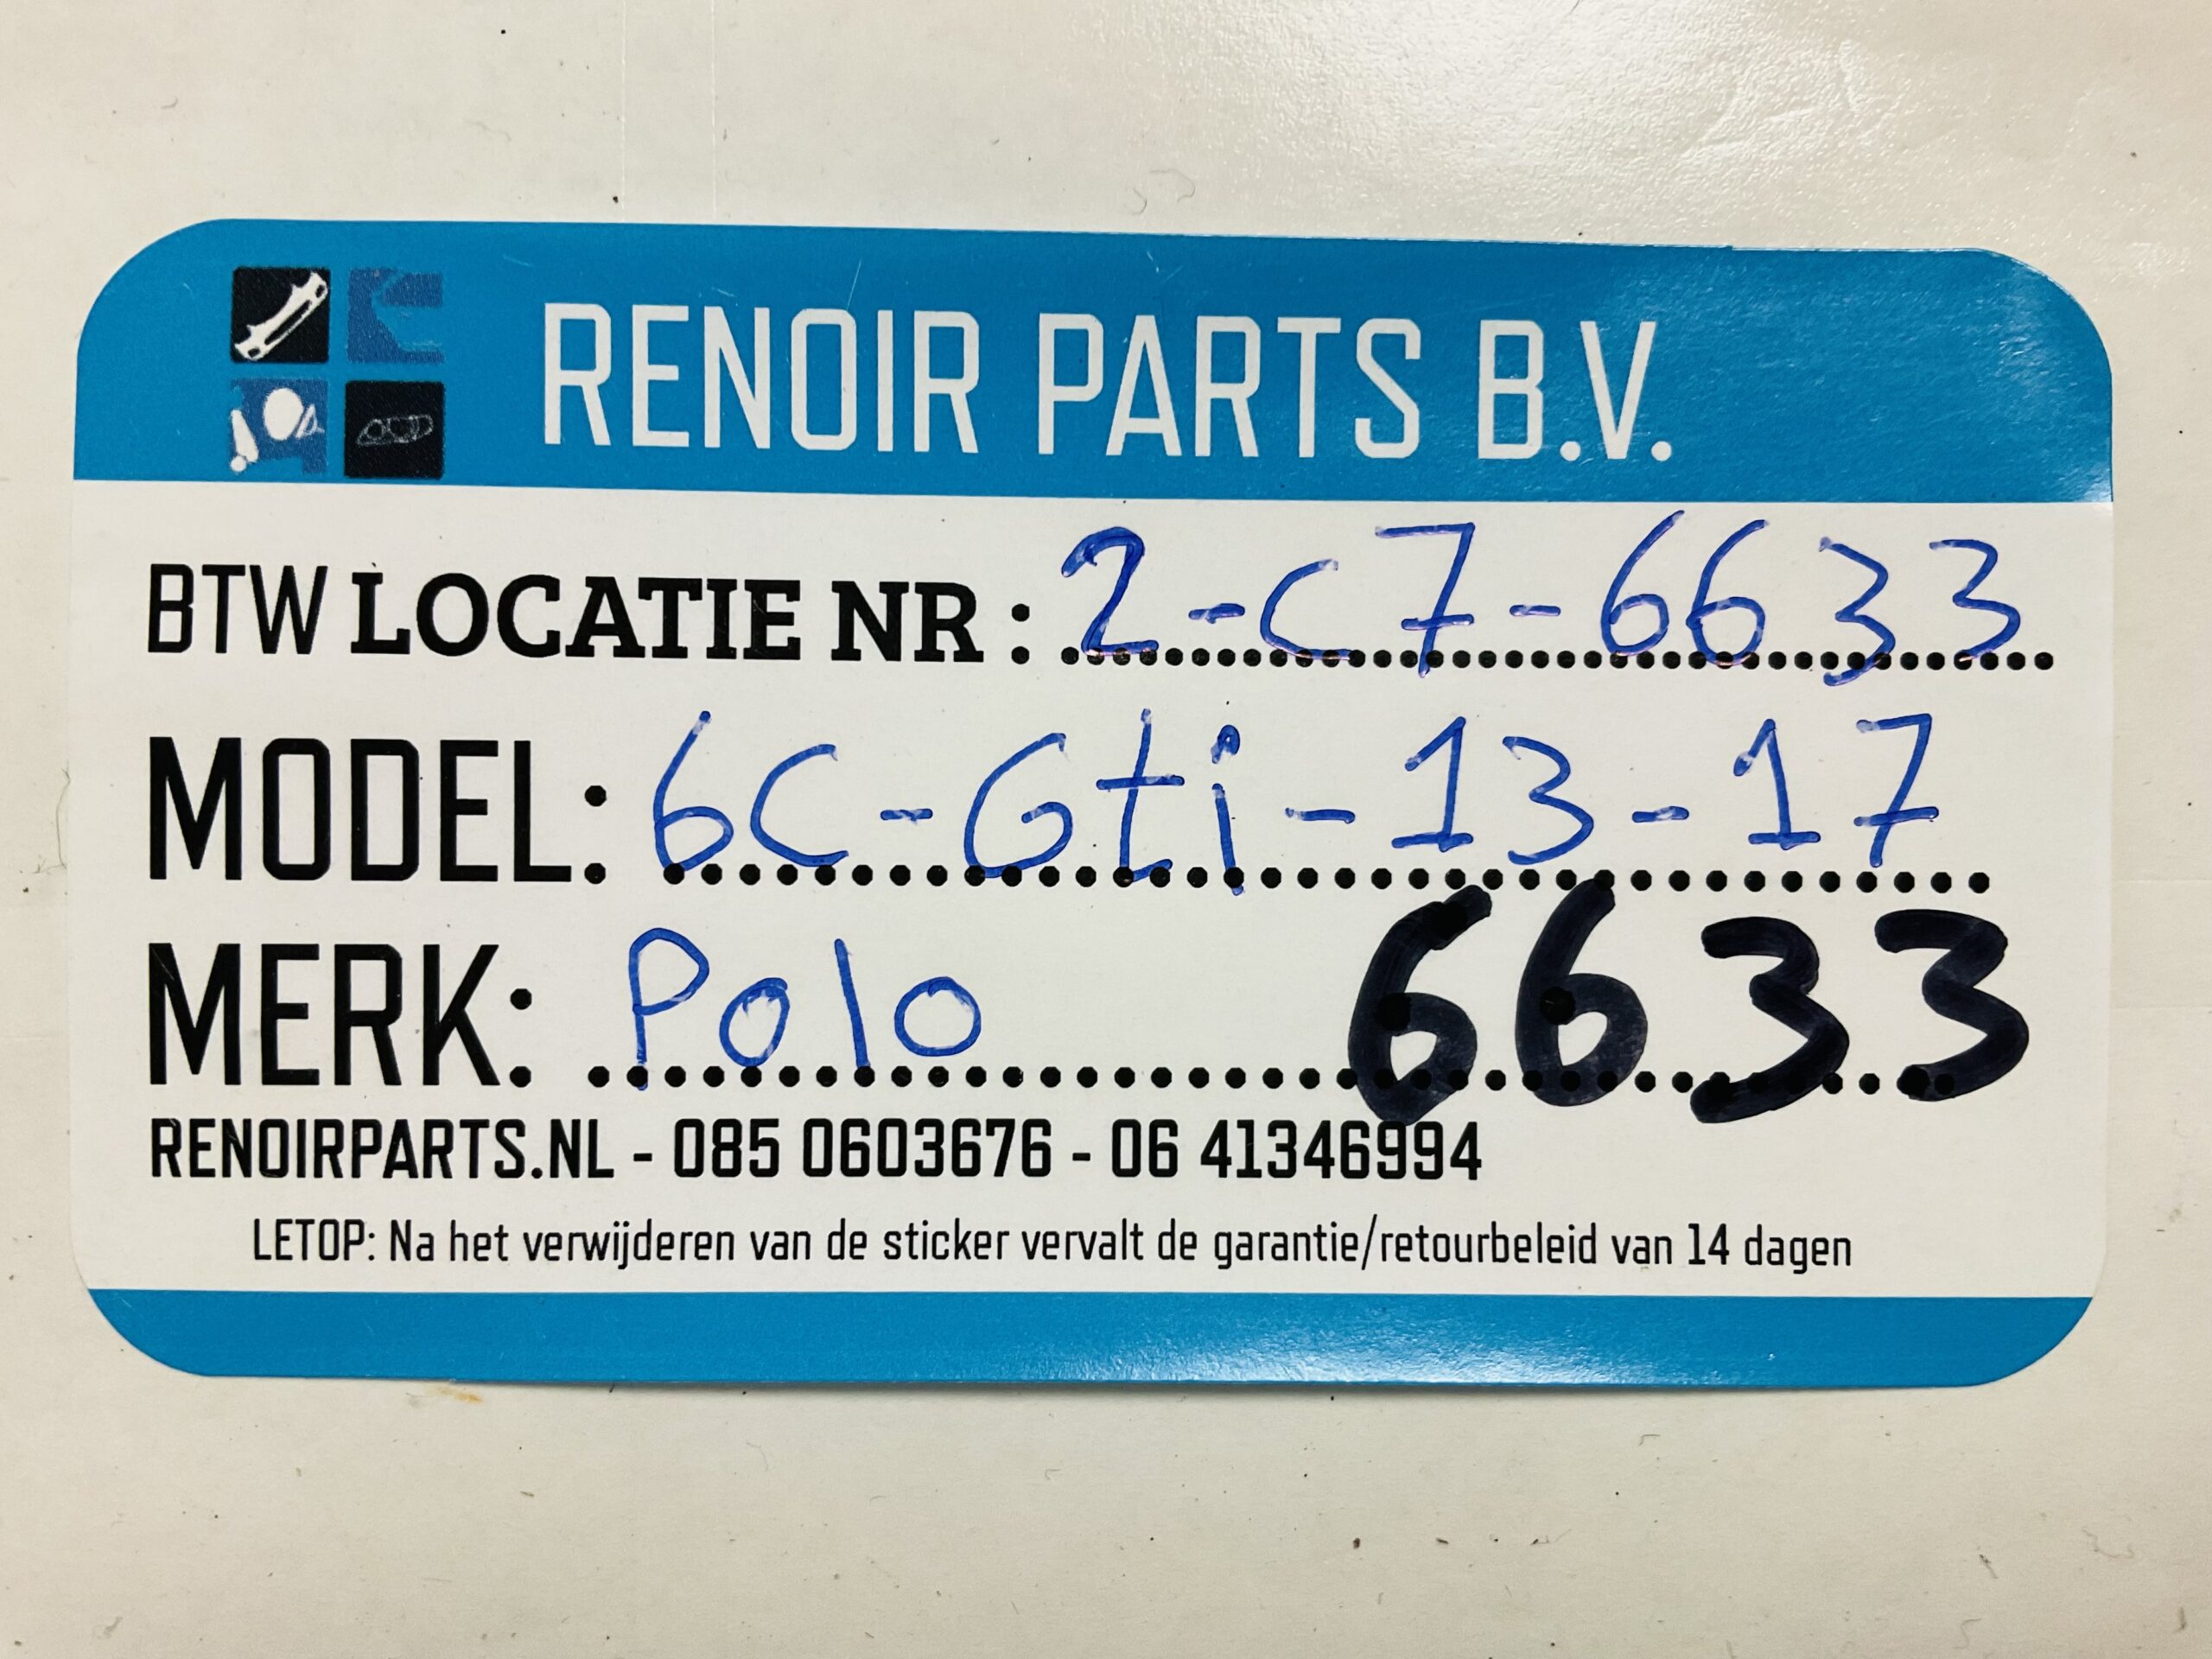 RENOIR PARTS B.V.
BTW LOCATIE NR : 2-C7-6633
MODEL: 6C-Gti-13-17
MERK: Polo 6633
RENOIRPARTS.NL - 085 0603676 - 06 41346994
LETOP: Na het verwijderen van de sticker vervalt de garantie/retourbeleid van 14 dagen